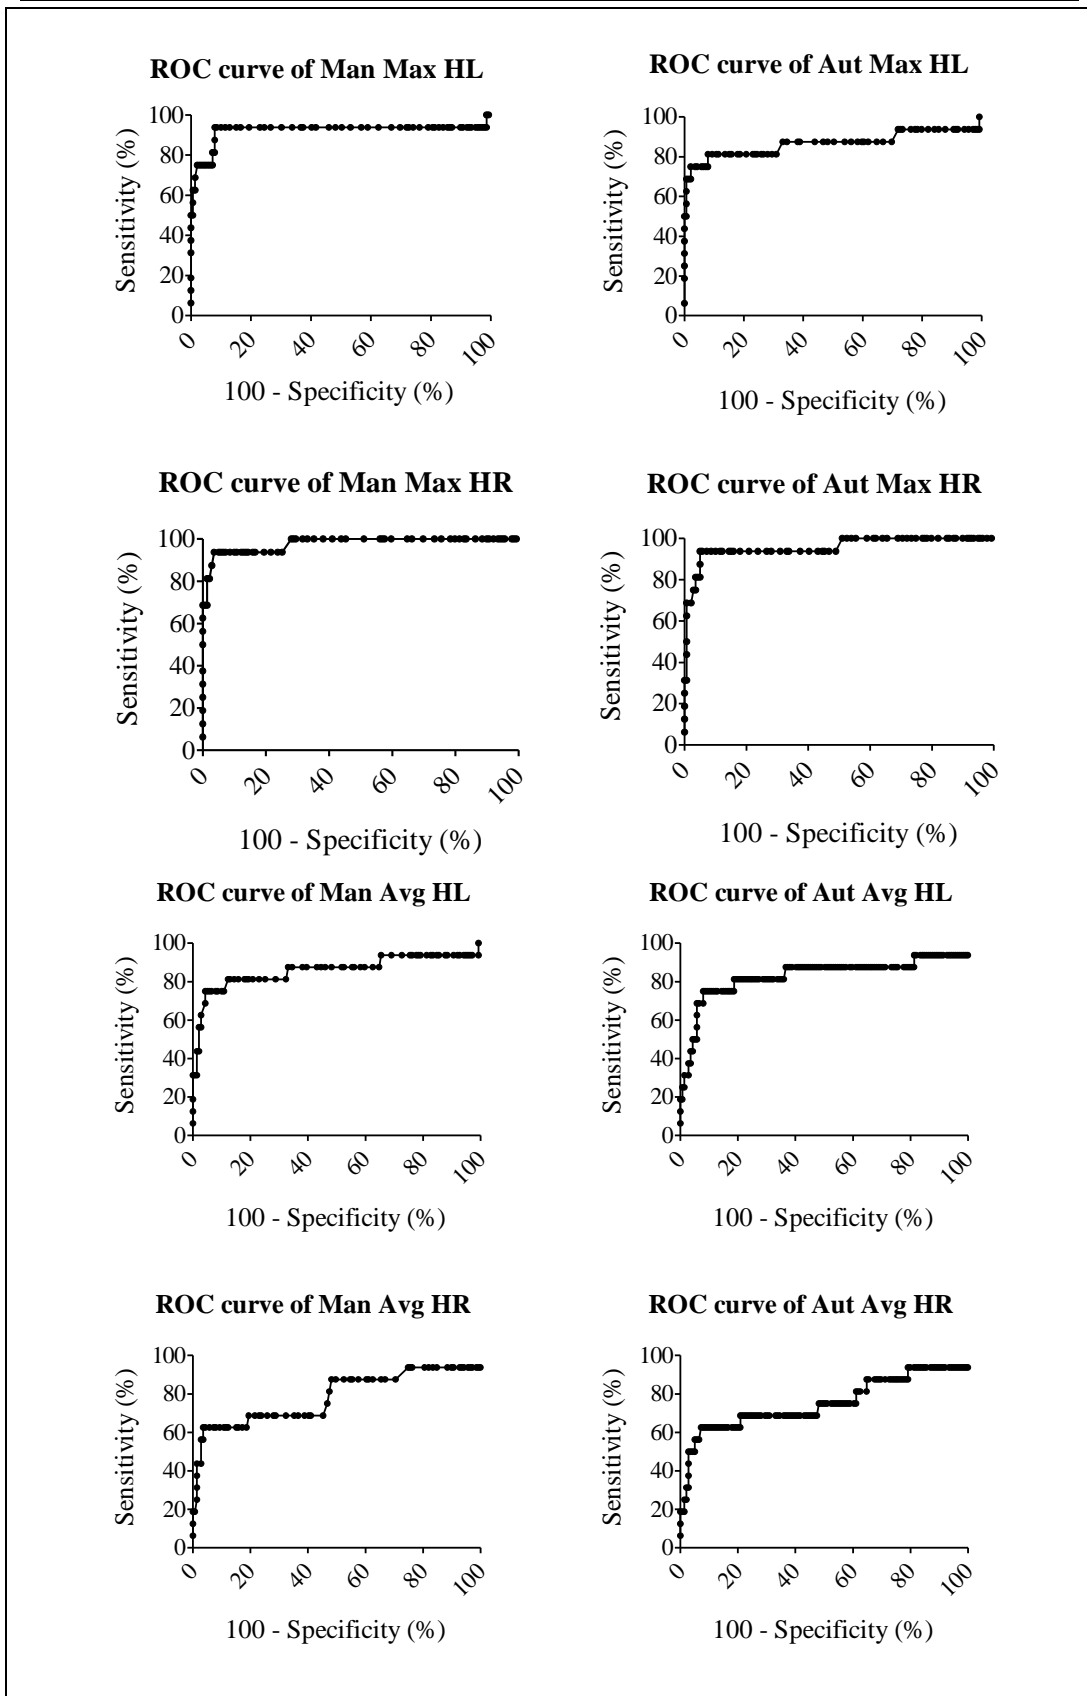 ROC curve of Man Max HL
Sensitivity (%)
100
80
60
40
20
0
0 20 40 60 80 100
100 - Specificity (%)
ROC curve of Aut Max HL
Sensitivity (%)
100
80
60
40
20
0
0 20 40 60 80 100
100 - Specificity (%)
ROC curve of Man Max HR
Sensitivity (%)
100
80
60
40
20
0
0 20 40 60 80 100
100 - Specificity (%)
ROC curve of Aut Max HR
Sensitivity (%)
100
80
60
40
20
0
0 20 40 60 80 100
100 - Specificity (%)
ROC curve of Man Avg HL
Sensitivity (%)
100
80
60
40
20
0
0 20 40 60 80 100
100 - Specificity (%)
ROC curve of Aut Avg HL
Sensitivity (%)
100
80
60
40
20
0
0 20 40 60 80 100
100 - Specificity (%)
ROC curve of Man Avg HR
Sensitivity (%)
100
80
60
40
20
0
0 20 40 60 80 100
100 - Specificity (%)
ROC curve of Aut Avg HR
Sensitivity (%)
100
80
60
40
20
0
0 20 40 60 80 100
100 - Specificity (%)